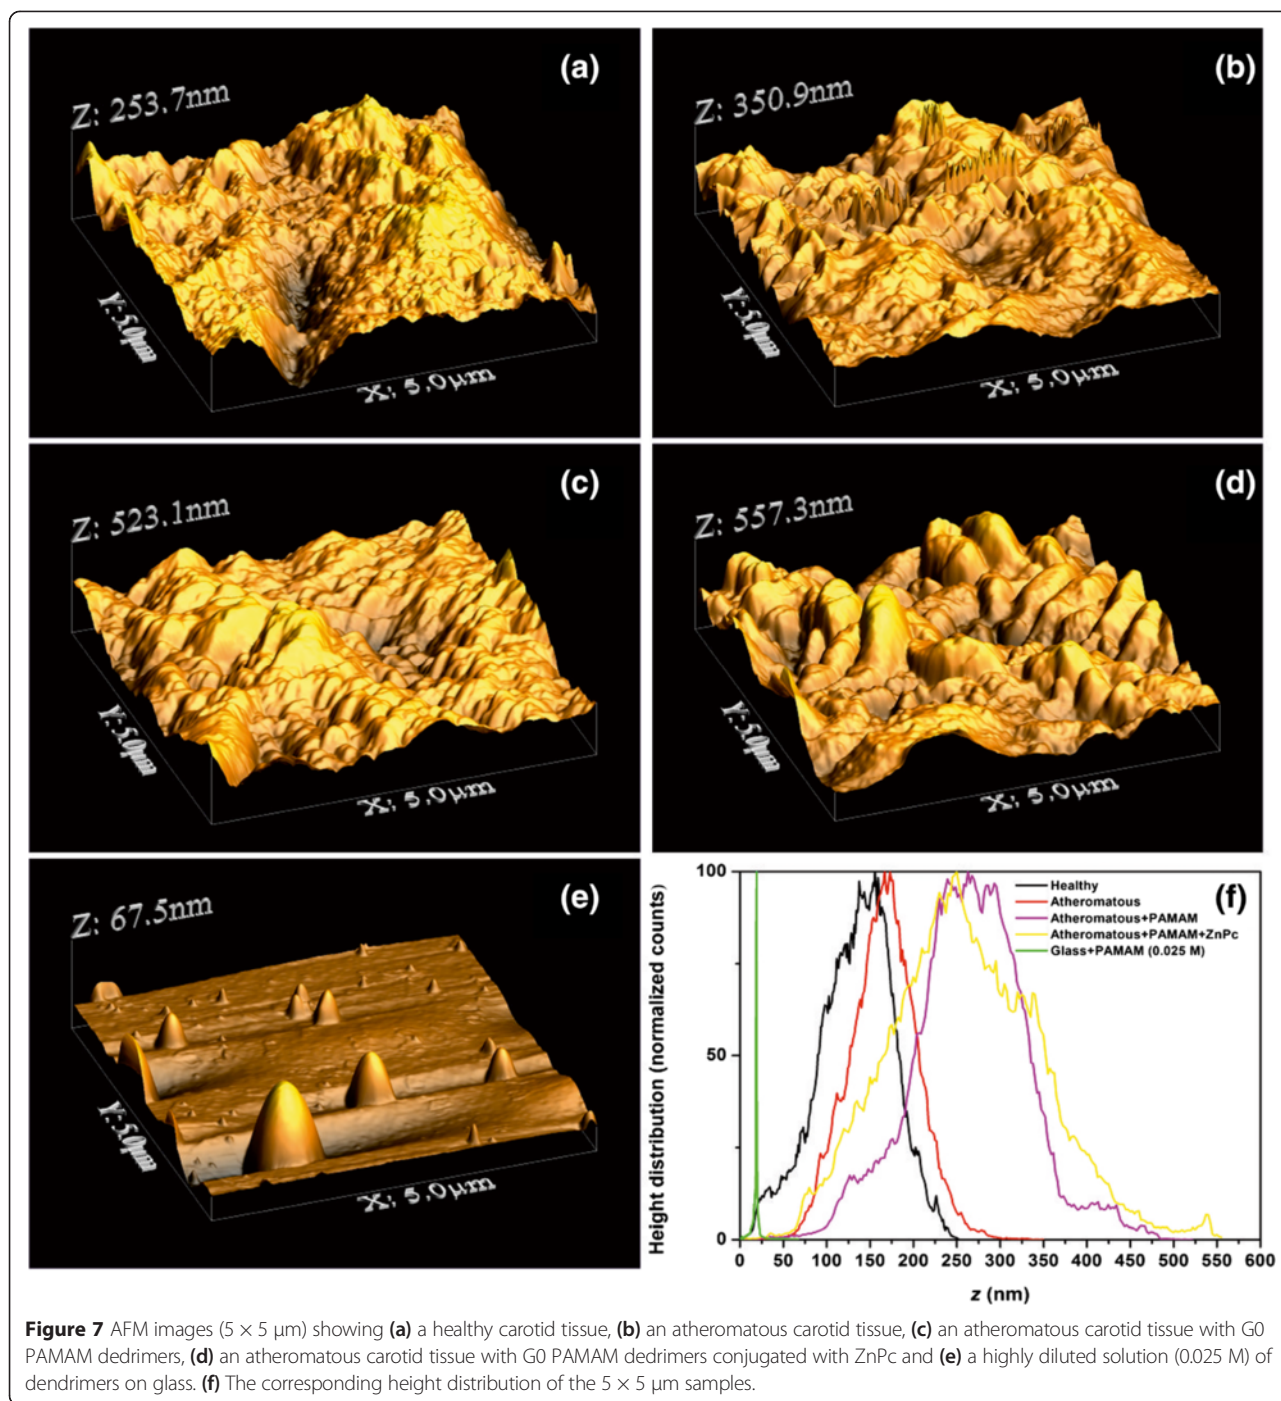 (a)
Z: 253.7nm
Y: 5.0µm
X: 5.0µm
(b)
Z: 350.9nm
Y: 5.0µm
X: 5.0µm
(c)
Z: 523.1nm
Y: 5.0µm
X: 5.0µm
(d)
Z: 557.3nm
Y: 5.0µm
X: 5.0µm
(e)
Z: 67.5nm
Y: 5.0µm
X: 5.0µm
(f)
Height distribution (normalized counts)
100
50
0
Healthy
Atheromatous
Atheromatous+PAMAM
Atheromatous+PAMAM+ZnPc
Glass+PAMAM (0.025 M)
0 50 100 150 200 250 300 350 400 450 500 550 600
z (nm)
Figure 7 AFM images (5 × 5 μm) showing (a) a healthy carotid tissue, (b) an atheromatous carotid tissue, (c) an atheromatous carotid tissue with G0
PAMAM dedrimers, (d) an atheromatous carotid tissue with G0 PAMAM dedrimers conjugated with ZnPc and (e) a highly diluted solution (0.025 M) of
dendrimers on glass. (f) The corresponding height distribution of the 5 × 5 μm samples.